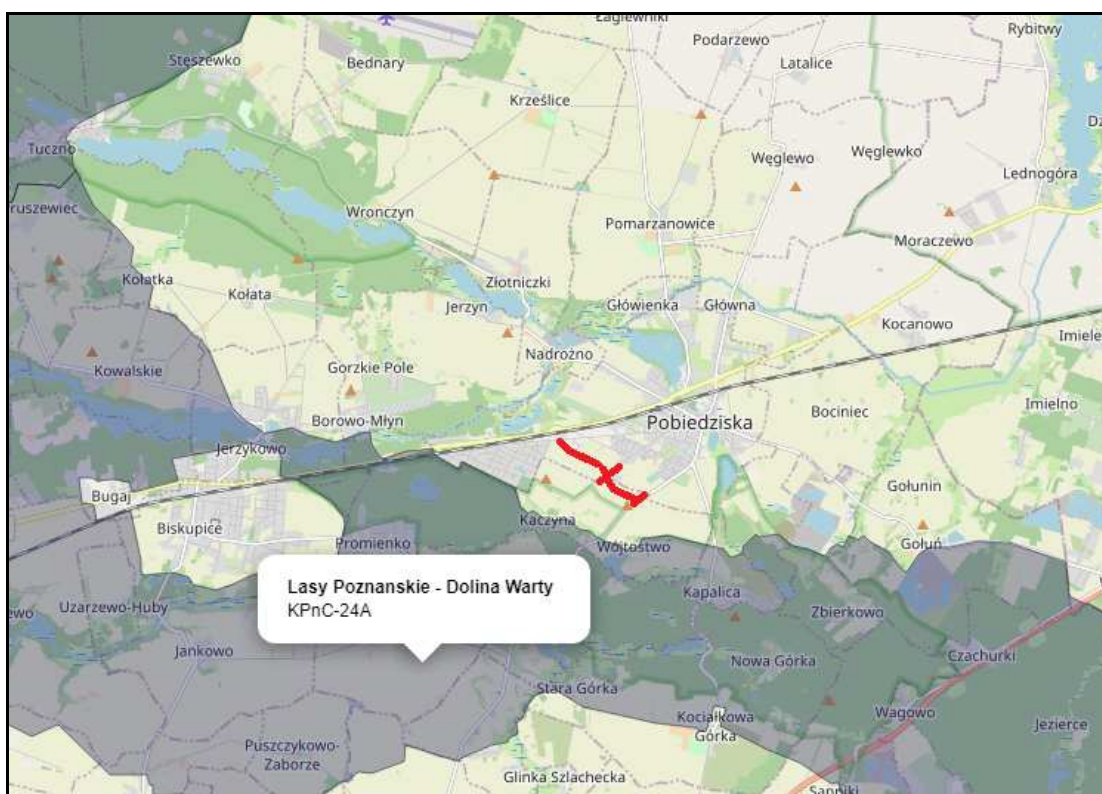 Łagiewniki
Rybitwy
Podarzewo
Stęszewko
Bednary
Latalice
Krześlice
Tuczno
Węglewo
Węglewko
Lednogóra
Wronczyn
Pomarzanowice
Moraczewo
Kołatka
Kołata
Złotniczki
Jerzyn
Główienka
Główna
Kocanowo
Nadrożno
Kowalskie
Gorzkie Pole
Imielno
Borowo-Młyn
Bociniec
Pobiedziska
Jerzykowo
Bugaj
Gołunin
Biskupice
Kaczyna
Promienko
Wójtostwo
Gołuń
Lasy Poznanskie - Dolina Warty
KPnC-24A
Kapalica
Uzarzewo-Huby
Zbierkowo
Jankowo
Nowa Górka
Czachurki
Stara Górka
Kociałkowa
Górka
Wagowo
Jezierce
Puszczykowo-
Zaborze
Glinka Szlachecka